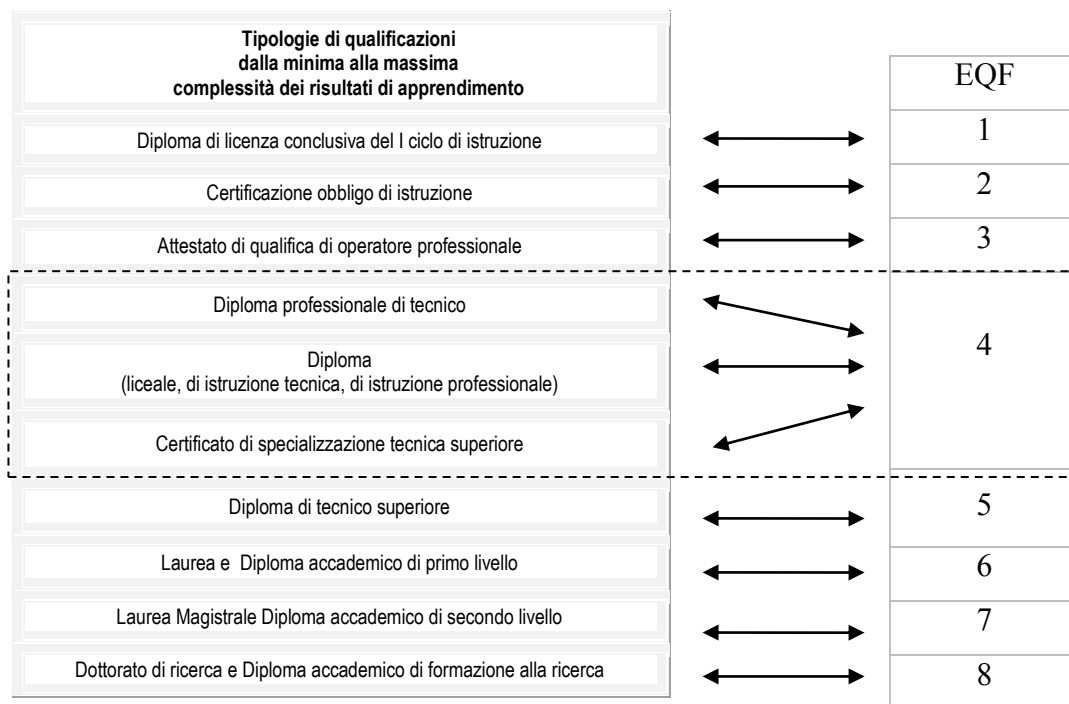 Tipologie di qualificazioni
dalla minima alla massima
complessità dei risultati di apprendimento
EQF
Diploma di licenza conclusiva del I ciclo di istruzione
1
Certificazione obbligo di istruzione
2
Attestato di qualifica di operatore professionale
3
Diploma professionale di tecnico
Diploma
(liceale, di istruzione tecnica, di istruzione professionale)
4
Certificato di specializzazione tecnica superiore
Diploma di tecnico superiore
5
Laurea e Diploma accademico di primo livello
6
Laurea Magistrale Diploma accademico di secondo livello
7
Dottorato di ricerca e Diploma accademico di formazione alla ricerca
8